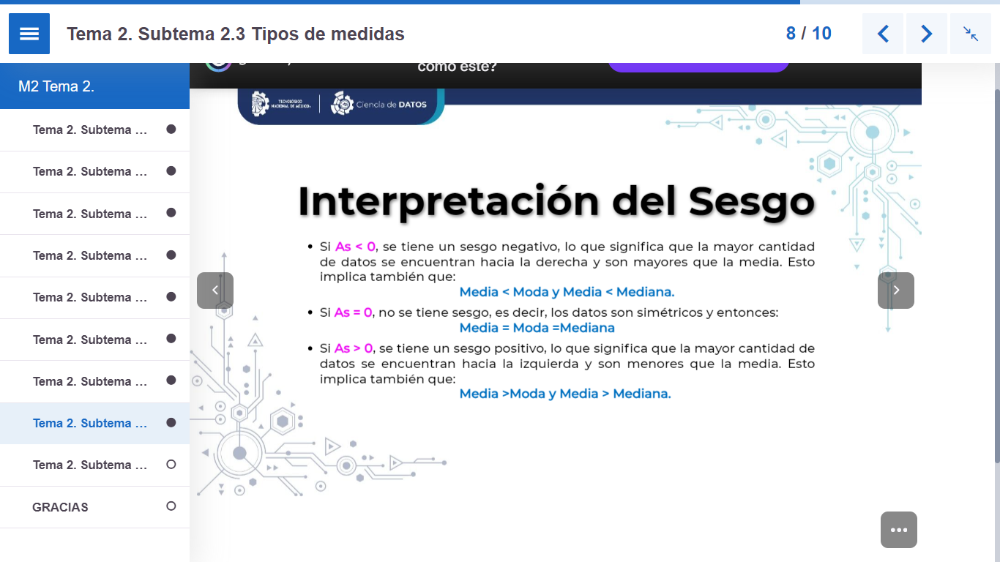 Tema 2. Subtema 2.3 Tipos de medidas
8 / 10
M2 Tema 2.
Tema 2. Subtema ...
Tema 2. Subtema ...
Tema 2. Subtema ...
Tema 2. Subtema ...
Tema 2. Subtema ...
Tema 2. Subtema ...
Tema 2. Subtema ...
Tema 2. Subtema ...
Tema 2. Subtema ...
GRACIAS
como este?
TECNOLÓGICO
NACIONAL DE MÉXICO
Ciencia de DATOS
Interpretación del Sesgo
• Si As < 0, se tiene un sesgo negativo, lo que significa que la mayor cantidad
de datos se encuentran hacia la derecha y son mayores que la media. Esto
implica también que:
Media < Moda y Media < Mediana.
• Si As = 0, no se tiene sesgo, es decir, los datos son simétricos y entonces:
Media = Moda =Mediana
• Si As > 0, se tiene un sesgo positivo, lo que significa que la mayor cantidad de
datos se encuentran hacia la izquierda y son menores que la media. Esto
implica también que:
Media >Moda y Media > Mediana.